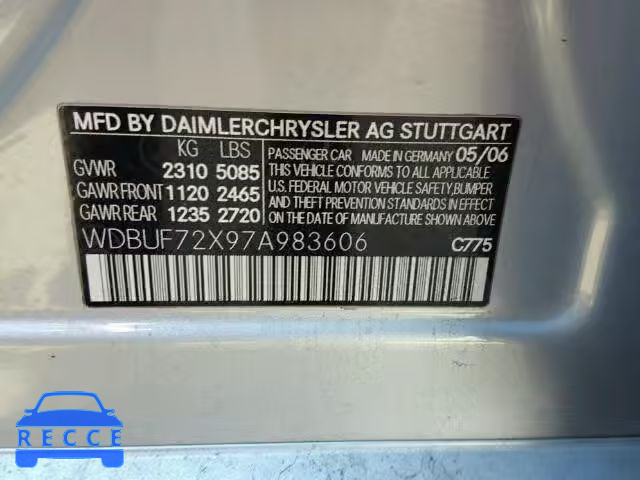 MFD BY DAIMLERCHRYSLER AG STUTTGART
KG LBS
GVWR 2310 5085
GAWR FRONT 1120 2465
GAWR REAR 1235 2720
PASSENGER CAR MADE IN GERMANY 05/06
THIS VEHICLE CONFORMS TO ALL APPLICABLE
U.S. FEDERAL MOTOR VEHICLE SAFETY, BUMPER
AND THEFT PREVENTION STANDARDS IN EFFECT
ON THE DATE OF MANUFACTURE SHOWN ABOVE.
WDBUF72X97A983606
C775
RECCE
RECCE